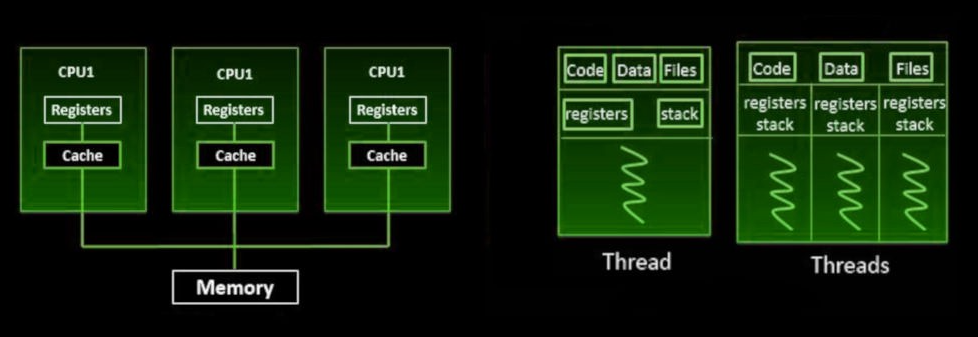 CPU1
Registers
Cache
CPU1
Registers
Cache
CPU1
Registers
Cache
Memory
Code Data Files
registers stack
Thread
Code Data Files
registers registers registers
stack stack stack
Threads